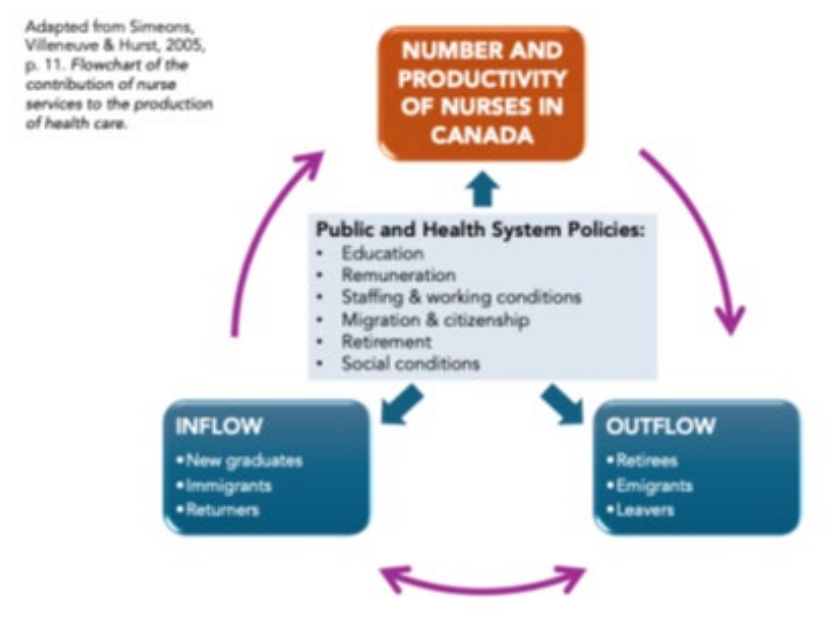 Adapted from Simeons,
Villeneuve & Hurst, 2005,
p. 11. Flowchart of the
contribution of nurse
services to the production
of health care.
NUMBER AND
PRODUCTIVITY
OF NURSES IN
CANADA
Public and Health System Policies:
• Education
• Remuneration
• Staffing & working conditions
• Migration & citizenship
• Retirement
• Social conditions
INFLOW
• New graduates
• Immigrants
• Returners
OUTFLOW
• Retirees
• Emigrants
• Leavers